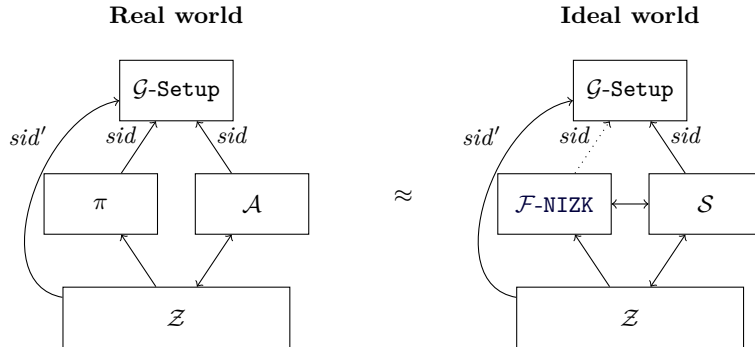 Real world Ideal world
𝒢-Setup 𝒢-Setup
sid' sid sid sid' sid sid
π 𝒜 ≈ ℱ-NIZK 𝒮
𝒵 𝒵